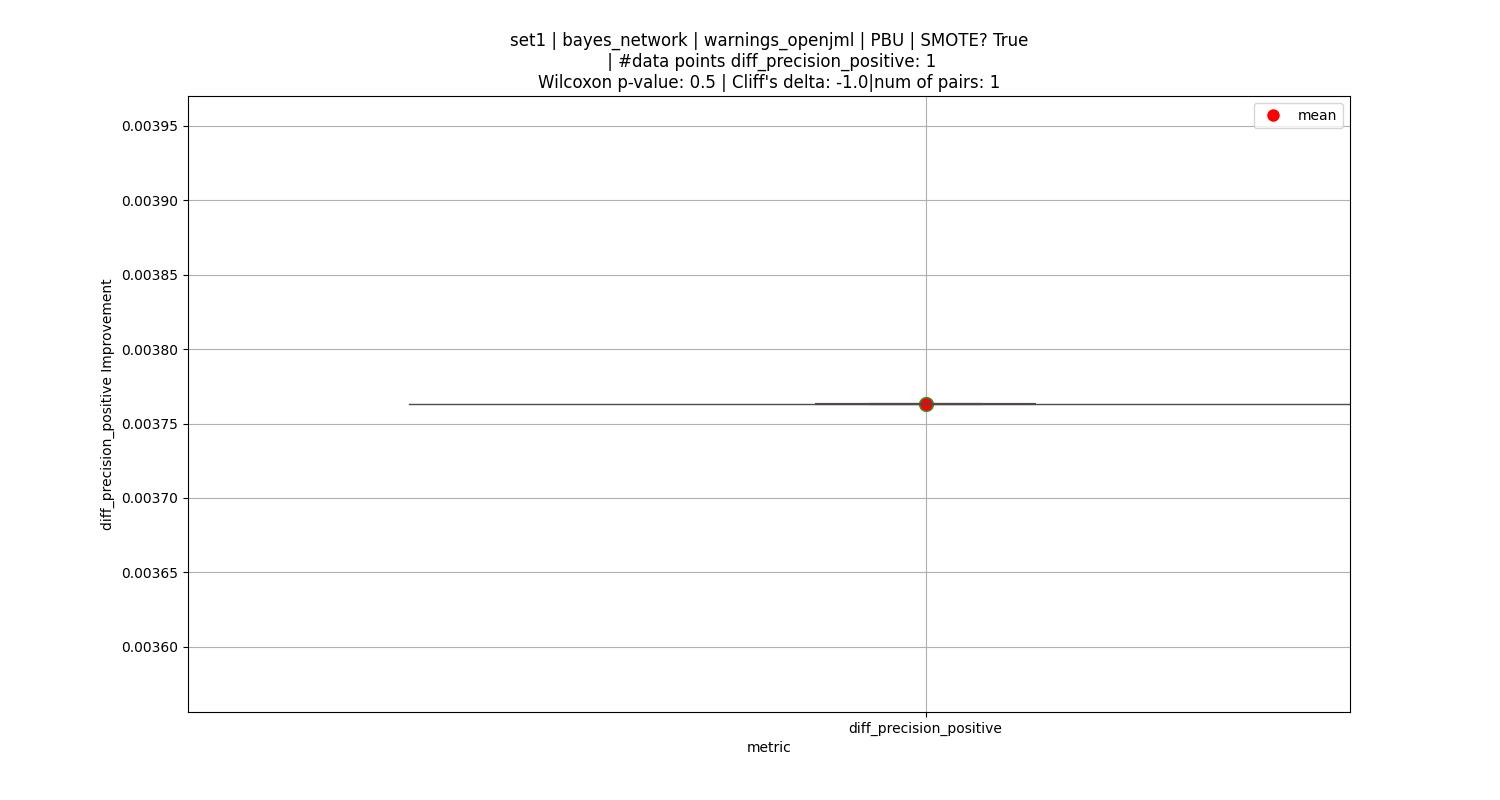 set1 | bayes_network | warnings_openjml | PBU | SMOTE? True
| #data points diff_precision_positive: 1
Wilcoxon p-value: 0.5 | Cliff's delta: -1.0|num of pairs: 1
mean
0.00395
0.00390
0.00385
0.00380
0.00375
0.00370
0.00365
0.00360
diff_precision_positive Improvement
diff_precision_positive
metric